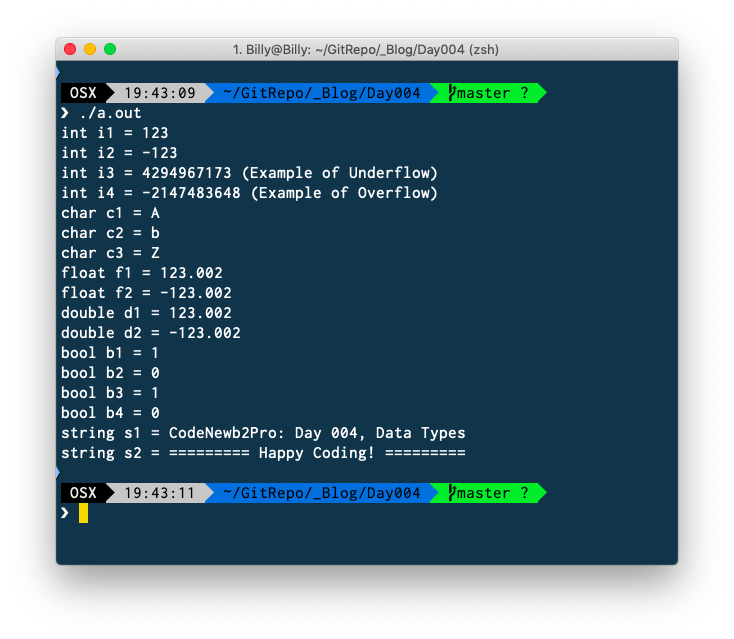 1. Billy@Billy: ~/GitRepo/_Blog/Day004 (zsh)
OSX 19:43:09 ~/GitRepo/_Blog/Day004 master ?
❯ ./a.out
int i1 = 123
int i2 = -123
int i3 = 4294967173 (Example of Underflow)
int i4 = -2147483648 (Example of Overflow)
char c1 = A
char c2 = b
char c3 = Z
float f1 = 123.002
float f2 = -123.002
double d1 = 123.002
double d2 = -123.002
bool b1 = 1
bool b2 = 0
bool b3 = 1
bool b4 = 0
string s1 = CodeNewb2Pro: Day 004, Data Types
string s2 = ========= Happy Coding! =========
OSX 19:43:11 ~/GitRepo/_Blog/Day004 master ?
❯